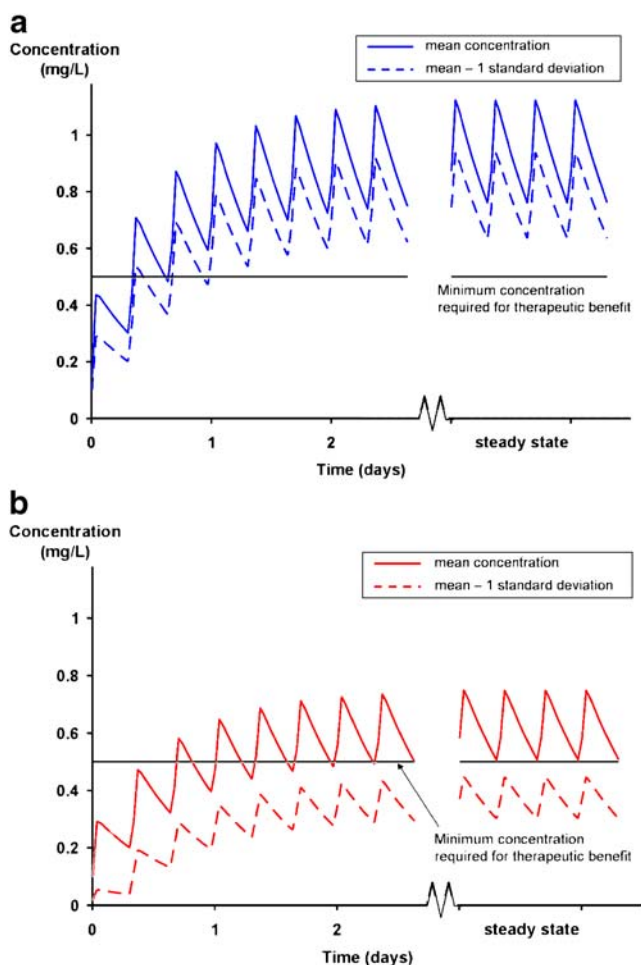 a
Concentration
(mg/L)
mean concentration
mean – 1 standard deviation
1
0.8
0.6
0.4
0.2
0
Minimum concentration
required for therapeutic benefit
0
1
2
steady state
Time (days)
b
Concentration
(mg/L)
mean concentration
mean – 1 standard deviation
1
0.8
0.6
0.4
0.2
0
Minimum concentration
required for therapeutic benefit
0
1
2
steady state
Time (days)